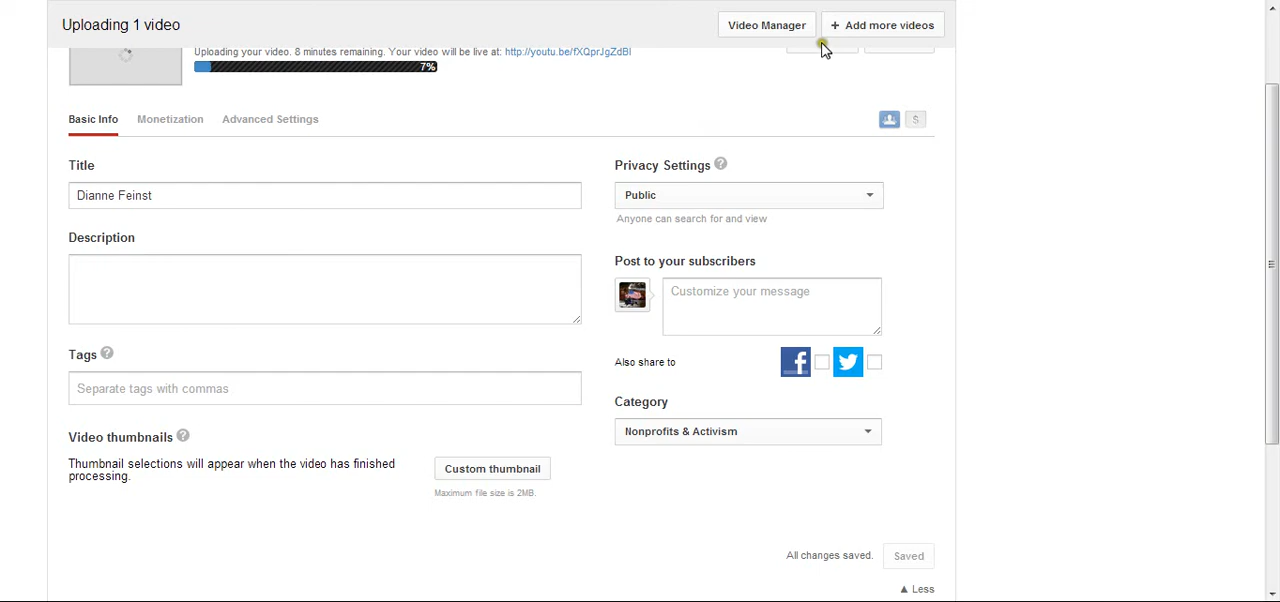 Uploading 1 video
Video Manager
+ Add more videos
Uploading your video. 8 minutes remaining. Your video will be live at: http://youtu.be/fXQprJgZdBI
7%
Basic Info
Monetization
Advanced Settings
$
Title
Privacy Settings ?
Dianne Feinst
Public
Anyone can search for and view
Description
Post to your subscribers
Customize your message
Tags ?
Also share to
Separate tags with commas
Category
Video thumbnails ?
Nonprofits & Activism
Thumbnail selections will appear when the video has finished
processing.
Custom thumbnail
Maximum file size is 2MB.
All changes saved.
Saved
▲ Less